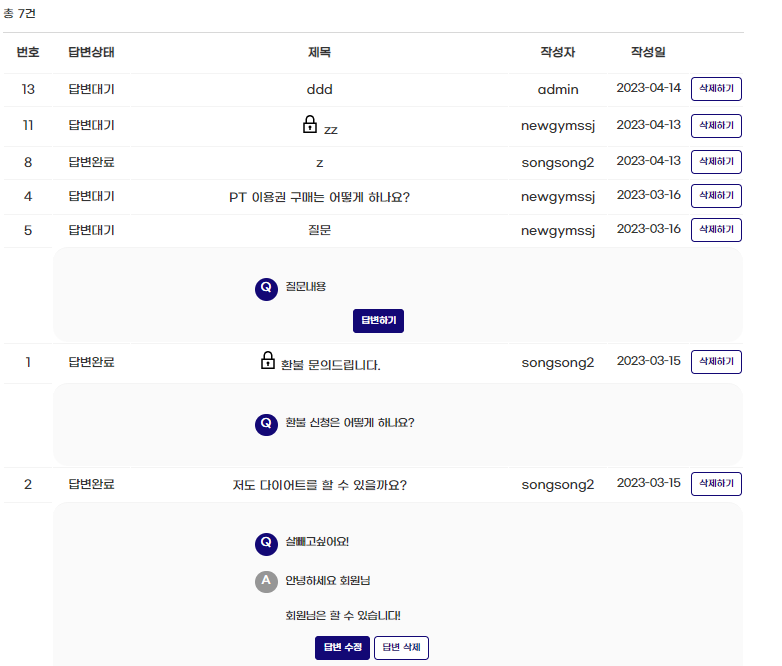 총 7건
번호 답변상태 제목 작성자 작성일
13 답변대기 ddd admin 2023-04-14 삭제하기
11 답변대기 zz newgymssj 2023-04-13 삭제하기
8 답변완료 z songsong2 2023-04-13 삭제하기
4 답변대기 PT 이용권 구매는 어떻게 하나요? newgymssj 2023-03-16 삭제하기
5 답변대기 질문 newgymssj 2023-03-16 삭제하기
Q 질문내용
답변하기
1 답변완료 환불 문의드립니다. songsong2 2023-03-15 삭제하기
Q 환불 신청은 어떻게 하나요?
2 답변완료 저도 다이어트를 할 수 있을까요? songsong2 2023-03-15 삭제하기
Q 살빼고싶어요!
A 안녕하세요 회원님
회원님은 할 수 있습니다!
답변 수정 답변 삭제